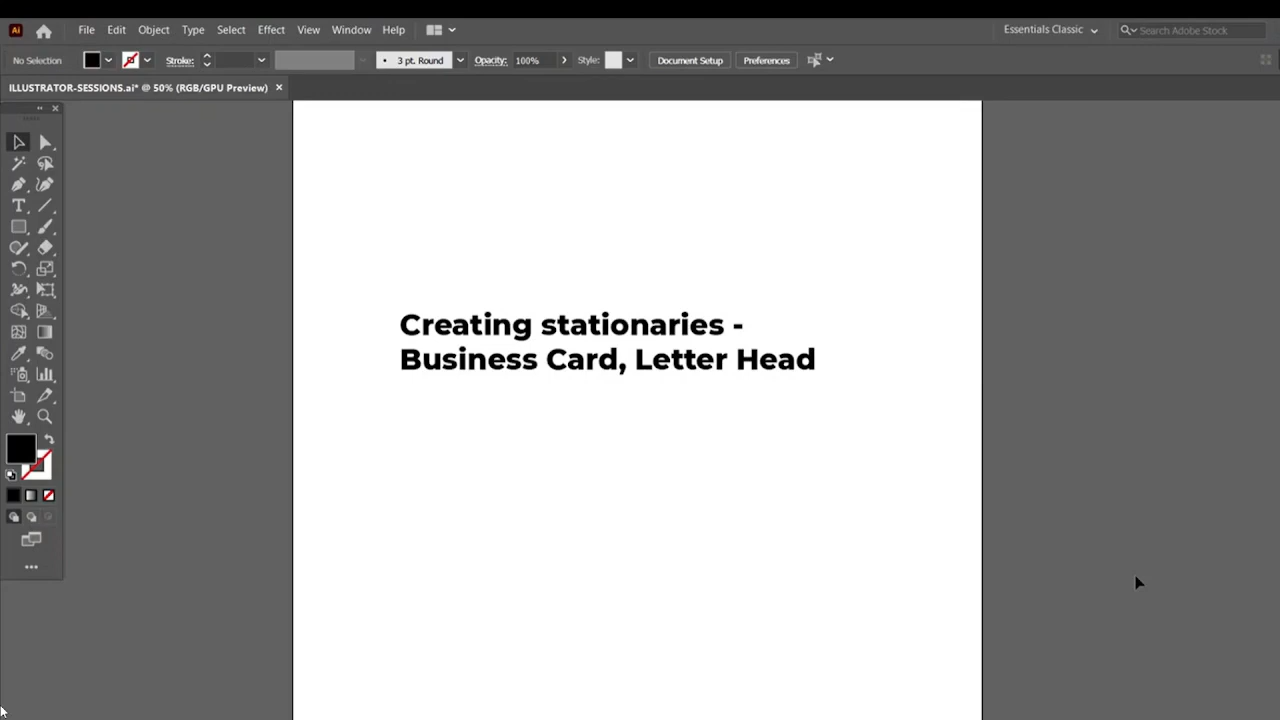 Ai File Edit Object Type Select Effect View Window Help Essentials Classic Search Adobe Stock
No Selection Stroke: 3 pt. Round Opacity: 100% Style: Document Setup Preferences
ILLUSTRATOR-SESSIONS.ai* @ 50% (RGB/GPU Preview)
Creating stationaries -
Business Card, Letter Head